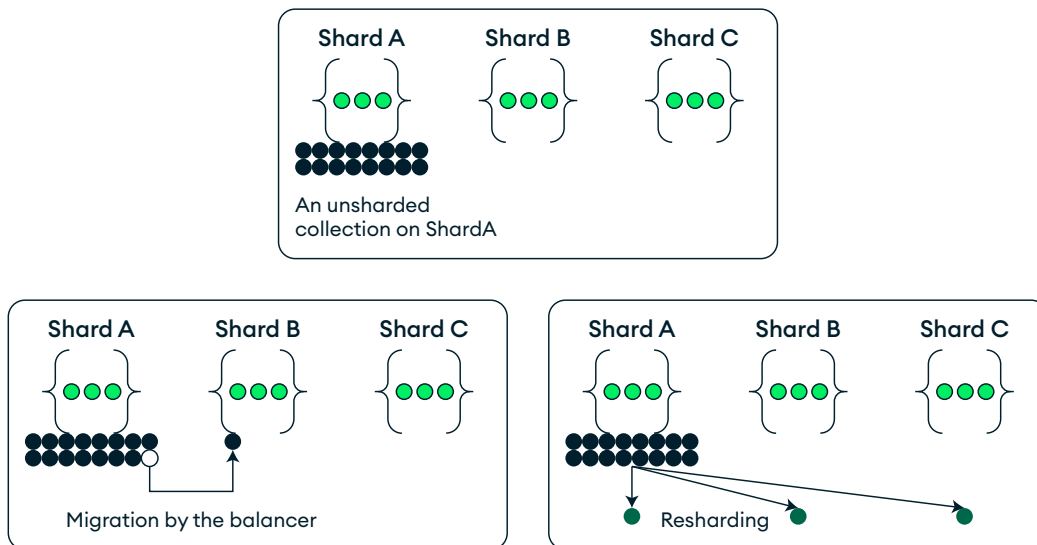 Shard A Shard B Shard C
An unsharded
collection on ShardA
Shard A Shard B Shard C
Migration by the balancer
Shard A Shard B Shard C
Resharding